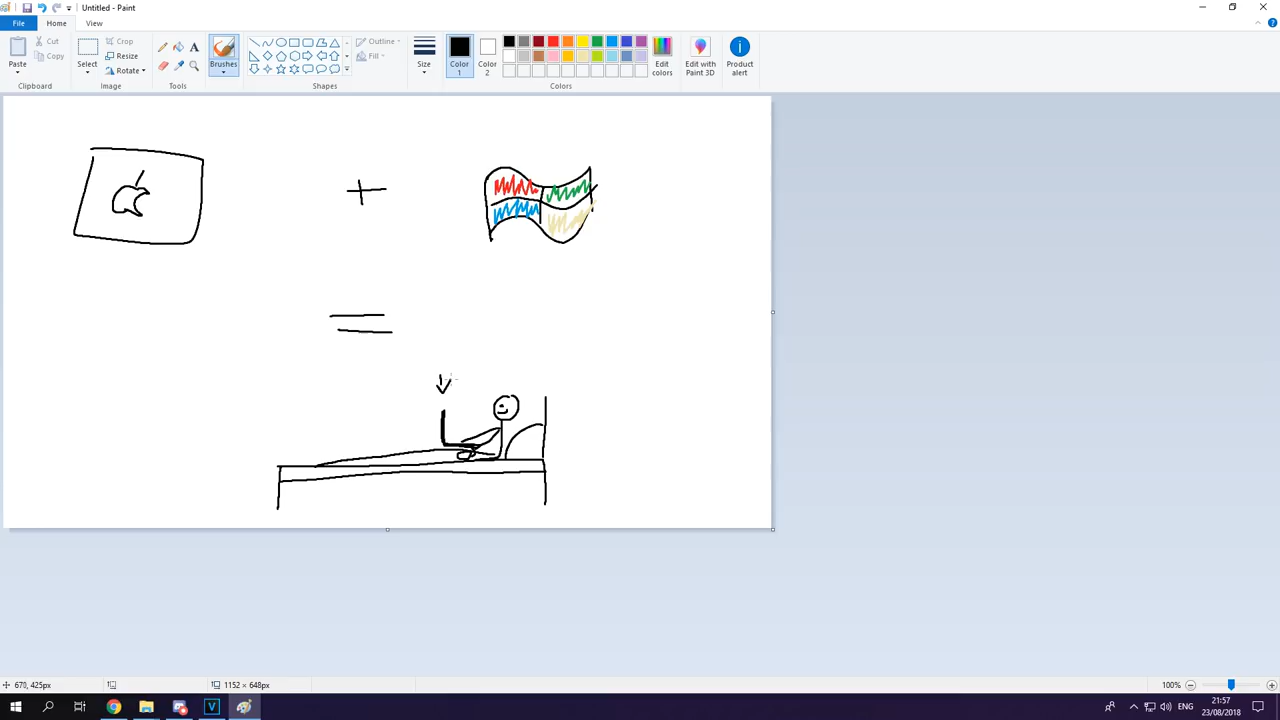 Untitled - Paint
File Home View
Paste Cut Copy Select Crop Resize Rotate Brushes Outline Fill Size Color 1 Color 2 Edit colors Edit with Paint 3D Product alert
Clipboard Image Tools Shapes Colors
670, 425px 1152 × 648px 100%
ENG 21:57
23/08/2018